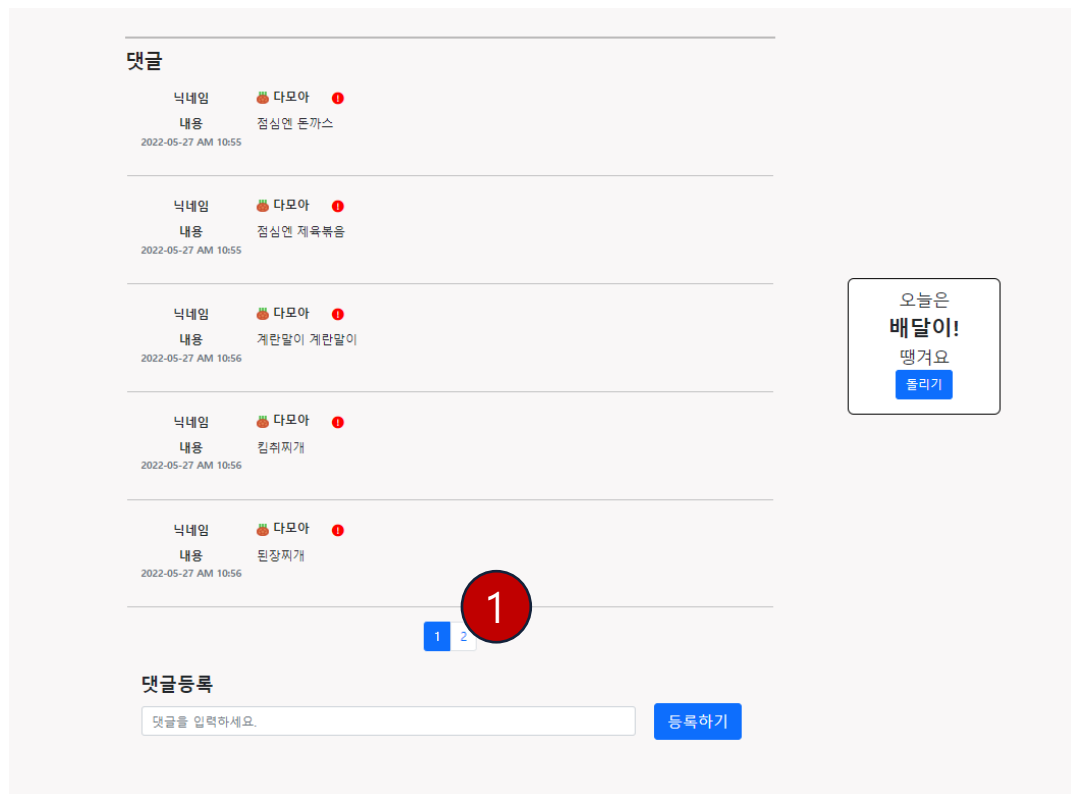 댓글
닉네임 다모아
내용 점심엔 돈까스
2022-05-27 AM 10:55
닉네임 다모아
내용 점심엔 제육볶음
2022-05-27 AM 10:55
닉네임 다모아
내용 계란말이 계란말이
2022-05-27 AM 10:56
닉네임 다모아
내용 킴취찌개
2022-05-27 AM 10:56
닉네임 다모아
내용 된장찌개
2022-05-27 AM 10:56
1
1 2
댓글등록
댓글을 입력하세요. 등록하기
오늘은
배달이!
땡겨요
돌리기